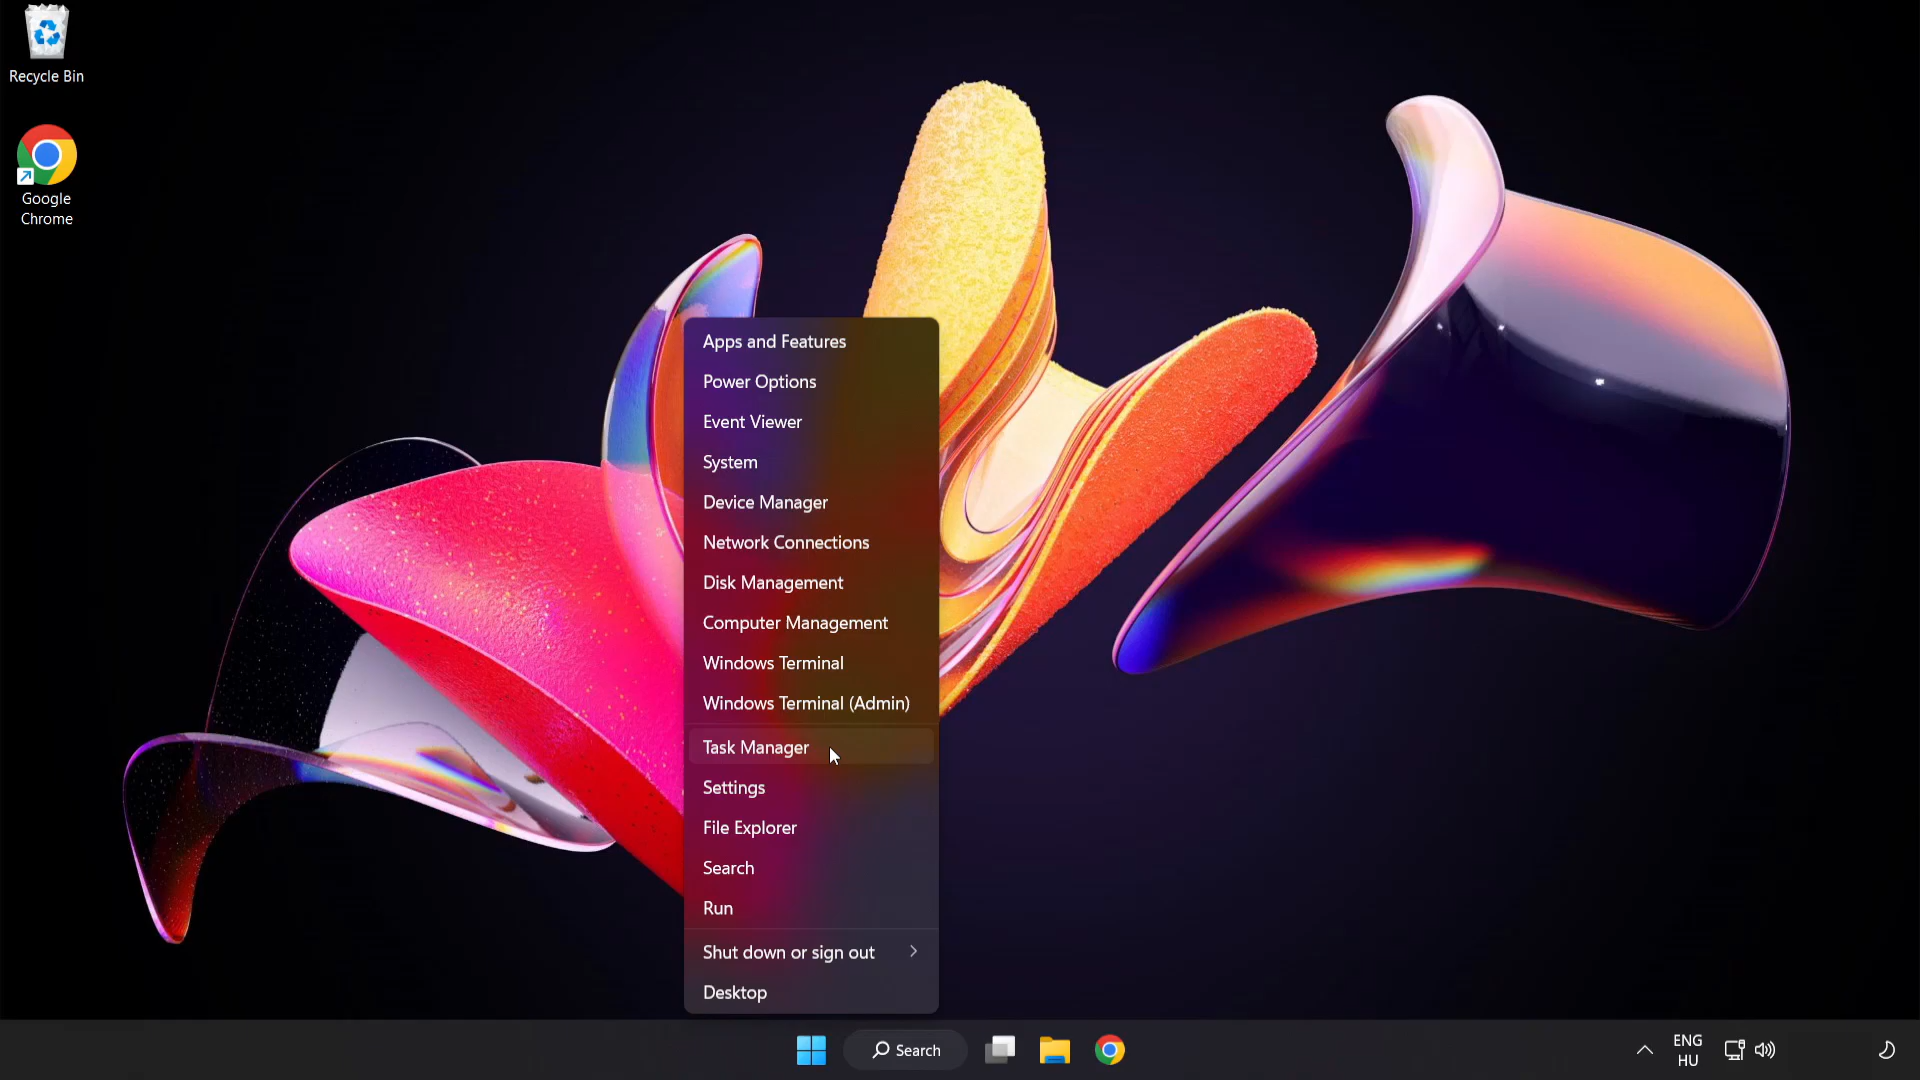 Recycle Bin
Google
Chrome
Apps and Features
Power Options
Event Viewer
System
Device Manager
Network Connections
Disk Management
Computer Management
Windows Terminal
Windows Terminal (Admin)
Task Manager
Settings
File Explorer
Search
Run
Shut down or sign out
Desktop
Search
ENG
HU